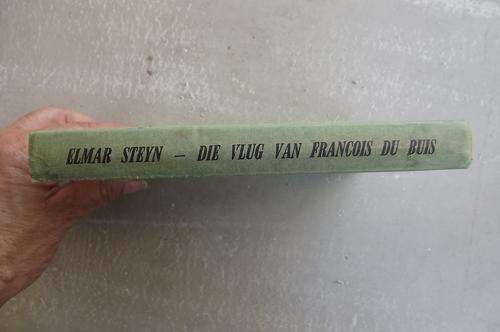 ELMAR STEYN – DIE VLUG VAN FRANCOIS DU BUIS